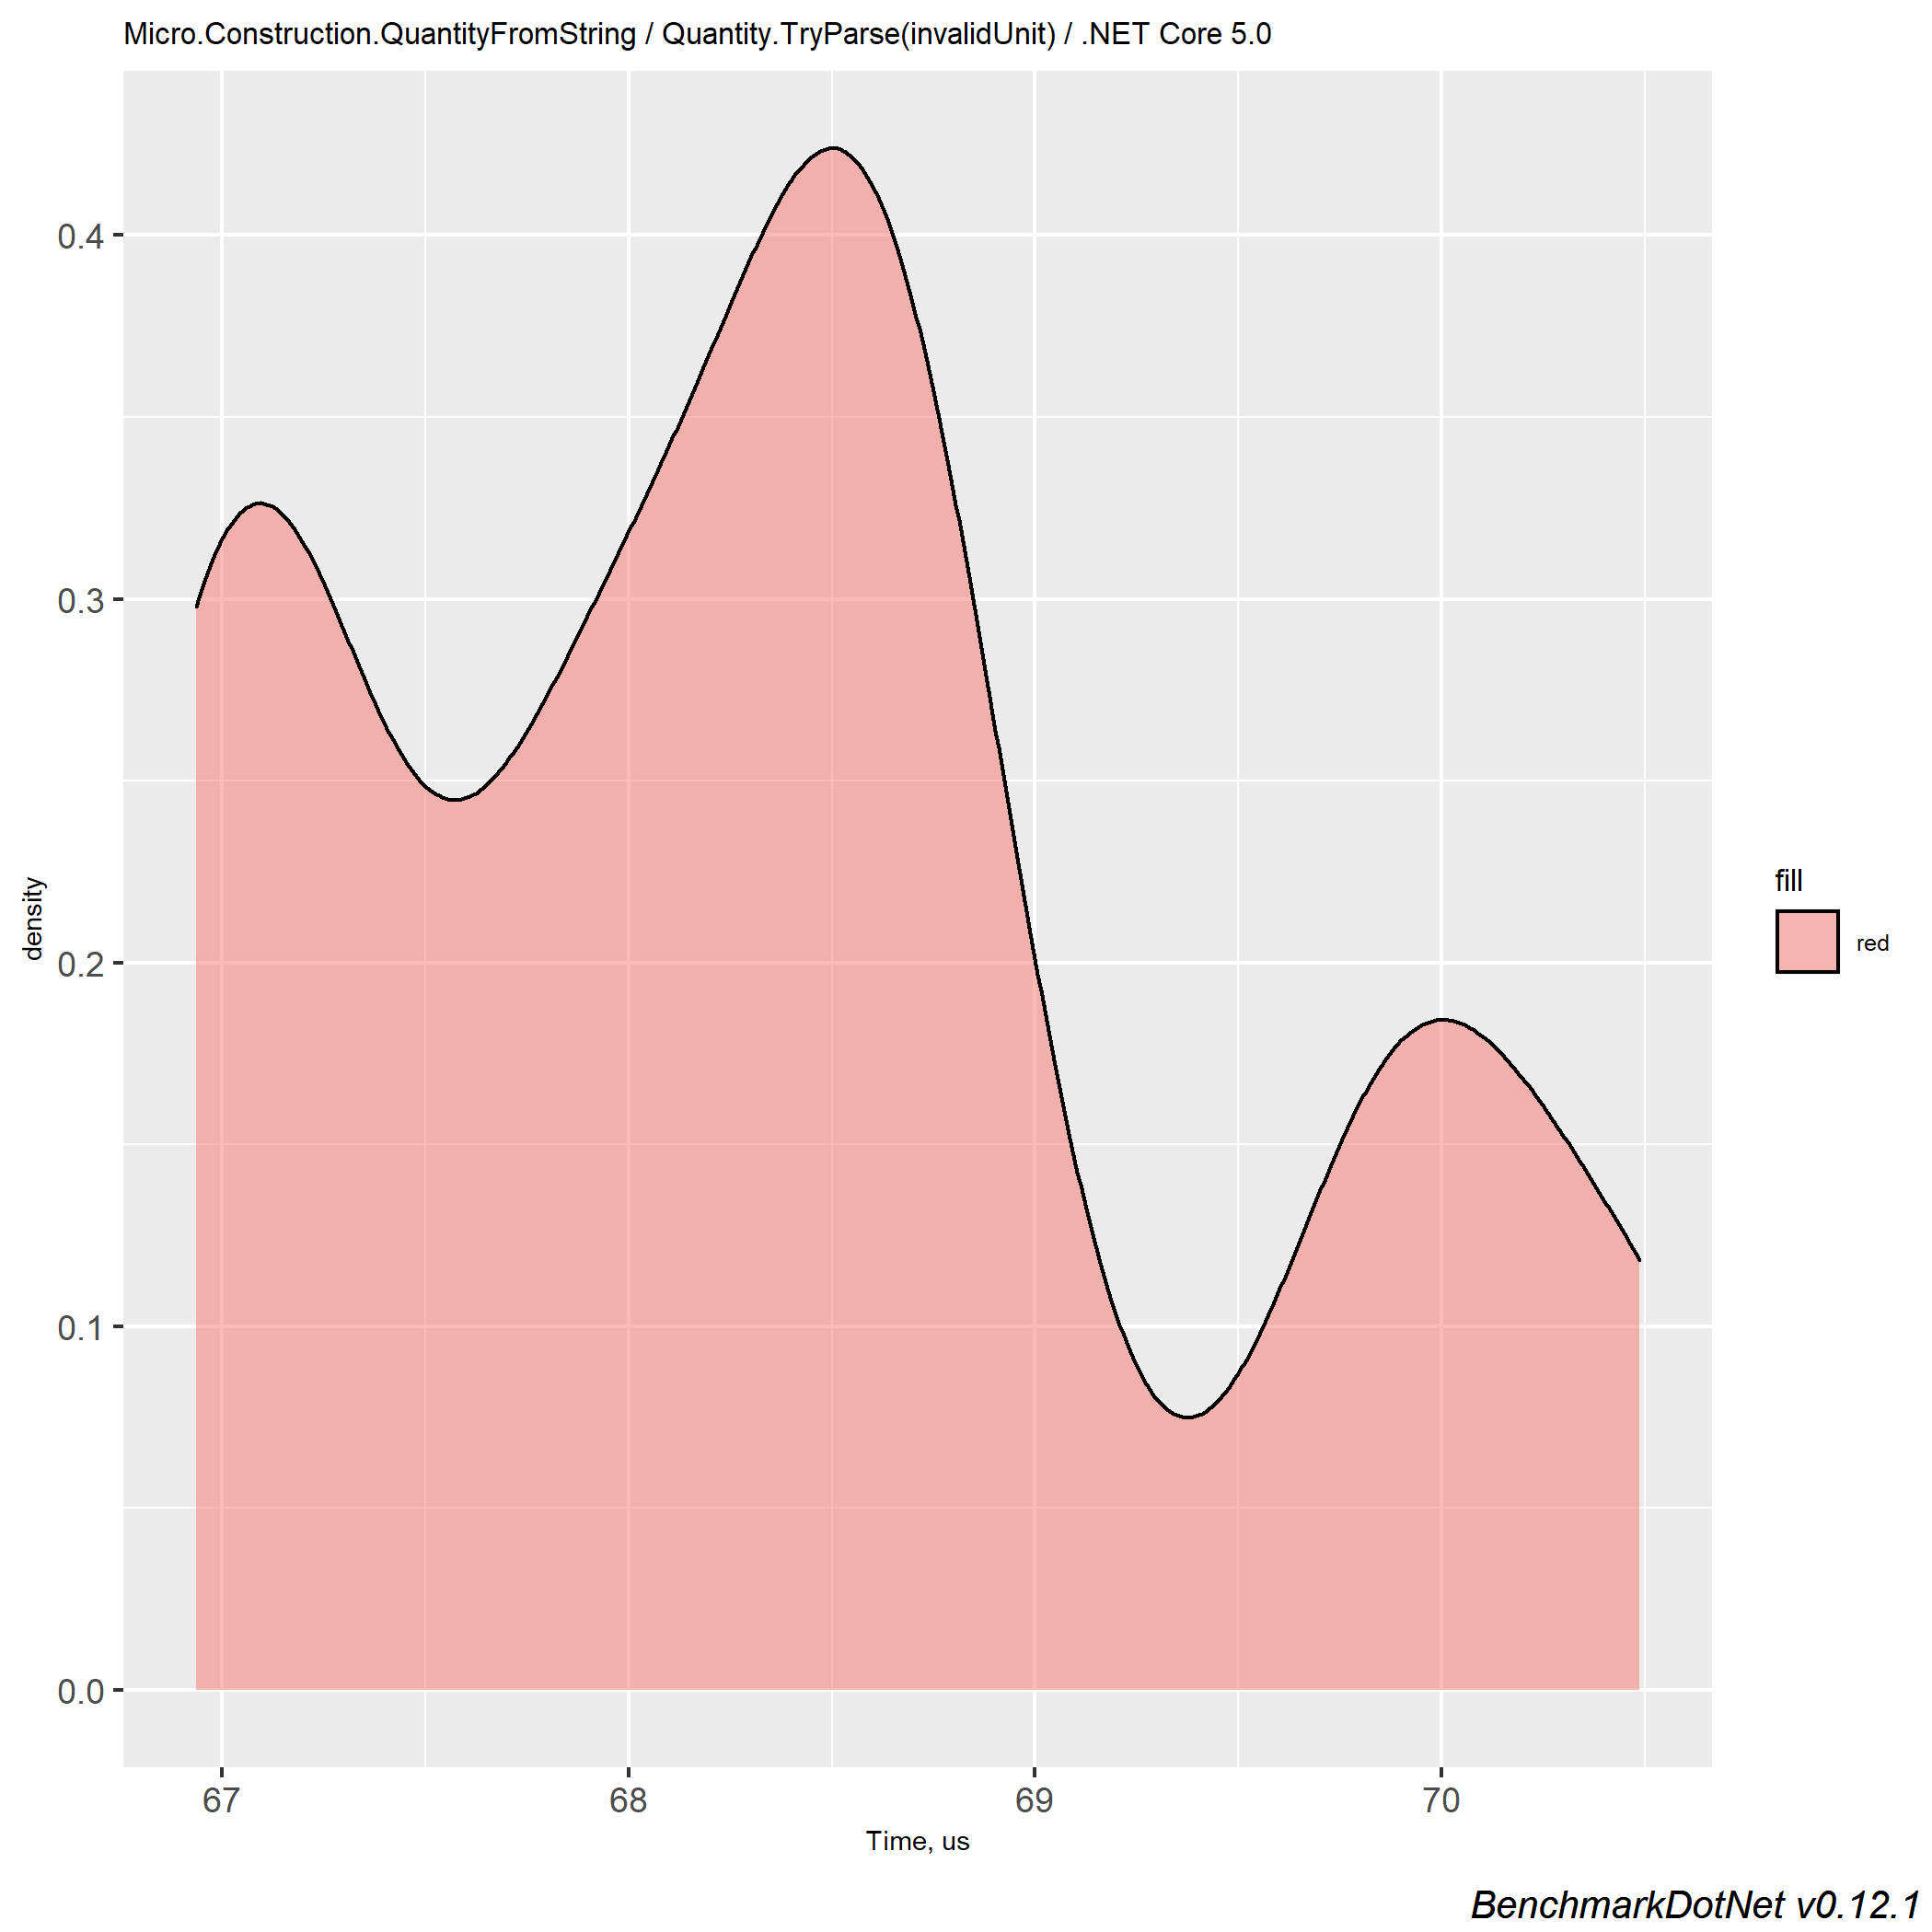 Micro.Construction.QuantityFromString / Quantity.TryParse(invalidUnit) / .NET Core 5.0
0.4
0.3
0.2
0.1
0.0
density
67 68 69 70
Time, us
fill
red
BenchmarkDotNet v0.12.1